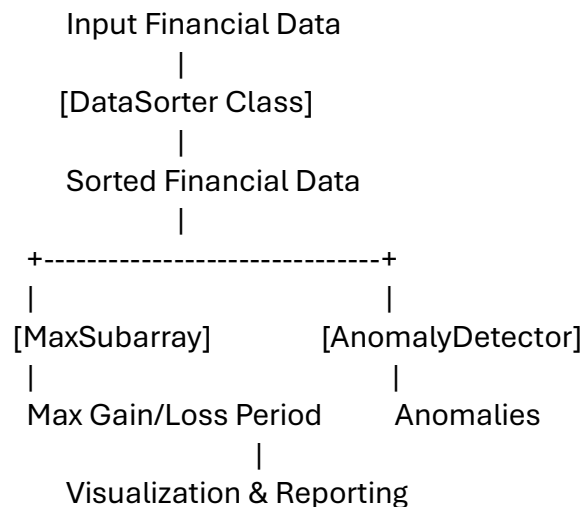 Input Financial Data
|
[DataSorter Class]
|
Sorted Financial Data
|
+-------------------------------+
| |
[MaxSubarray] [AnomalyDetector]
| |
Max Gain/Loss Period Anomalies
|
Visualization & Reporting